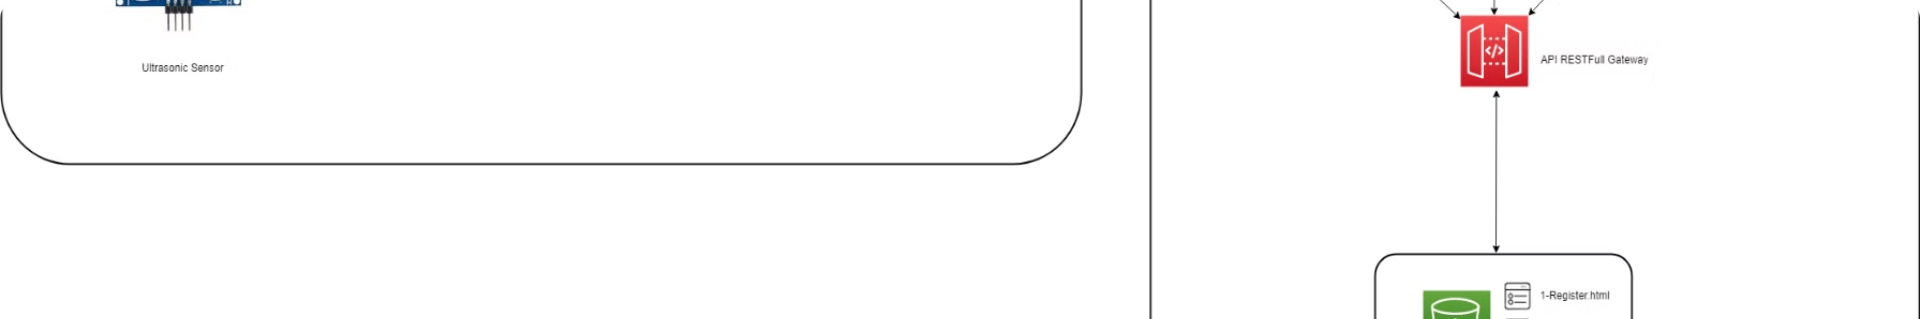 Ultrasonic Sensor
API RESTFull Gateway
</>
1-Register.html